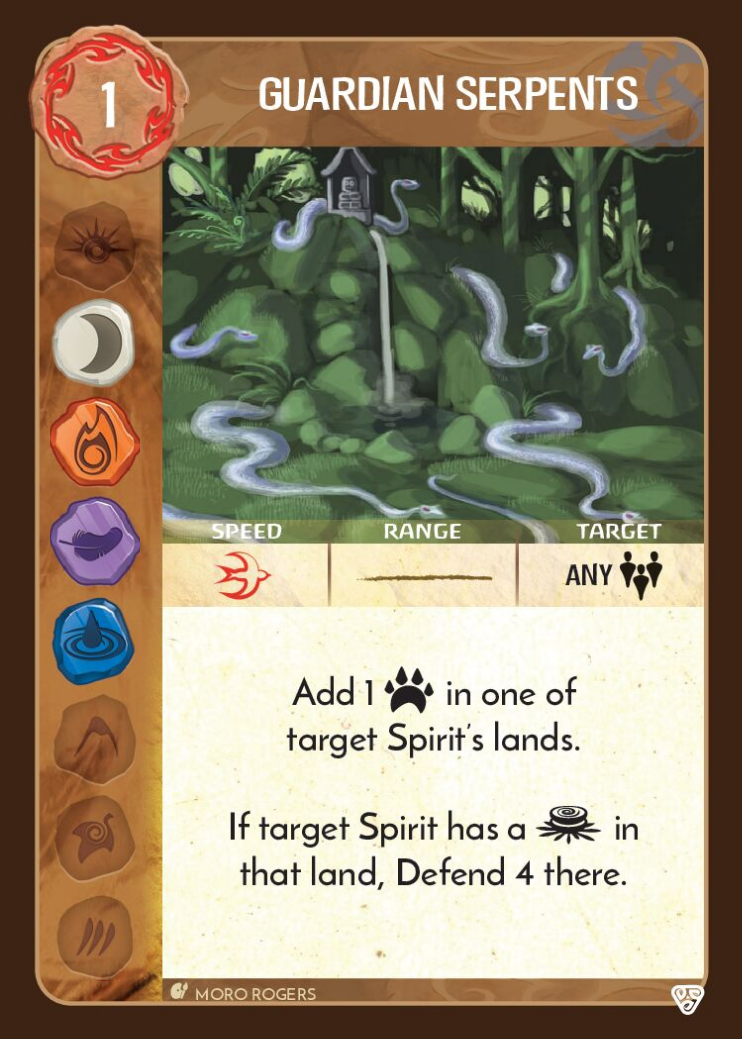 1
GUARDIAN SERPENTS
SPEED RANGE TARGET
ANY
Add 1 in one of
target Spirit's lands.
If target Spirit has a in
that land, Defend 4 there.
MORO ROGERS